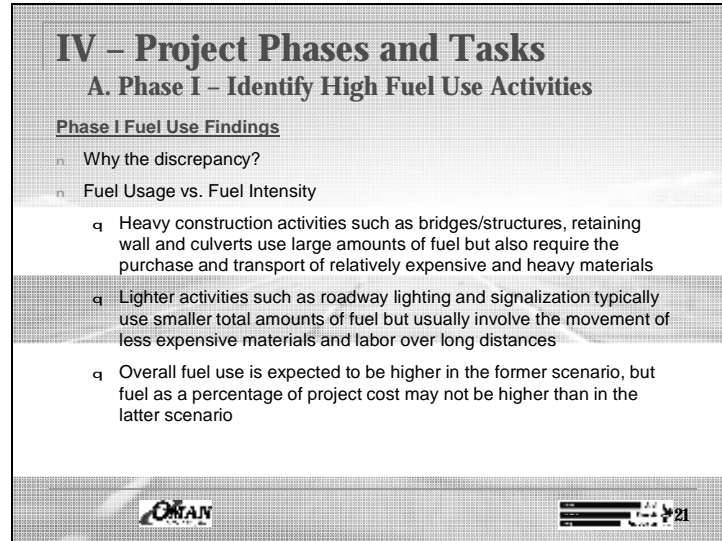 IV – Project Phases and Tasks
A. Phase I – Identify High Fuel Use Activities
Phase I Fuel Use Findings
n Why the discrepancy?
n Fuel Usage vs. Fuel Intensity
q Heavy construction activities such as bridges/structures, retaining
wall and culverts use large amounts of fuel but also require the
purchase and transport of relatively expensive and heavy materials
q Lighter activities such as roadway lighting and signalization typically
use smaller total amounts of fuel but usually involve the movement of
less expensive materials and labor over long distances
q Overall fuel use is expected to be higher in the former scenario, but
fuel as a percentage of project cost may not be higher than in the
latter scenario
OMAN
21